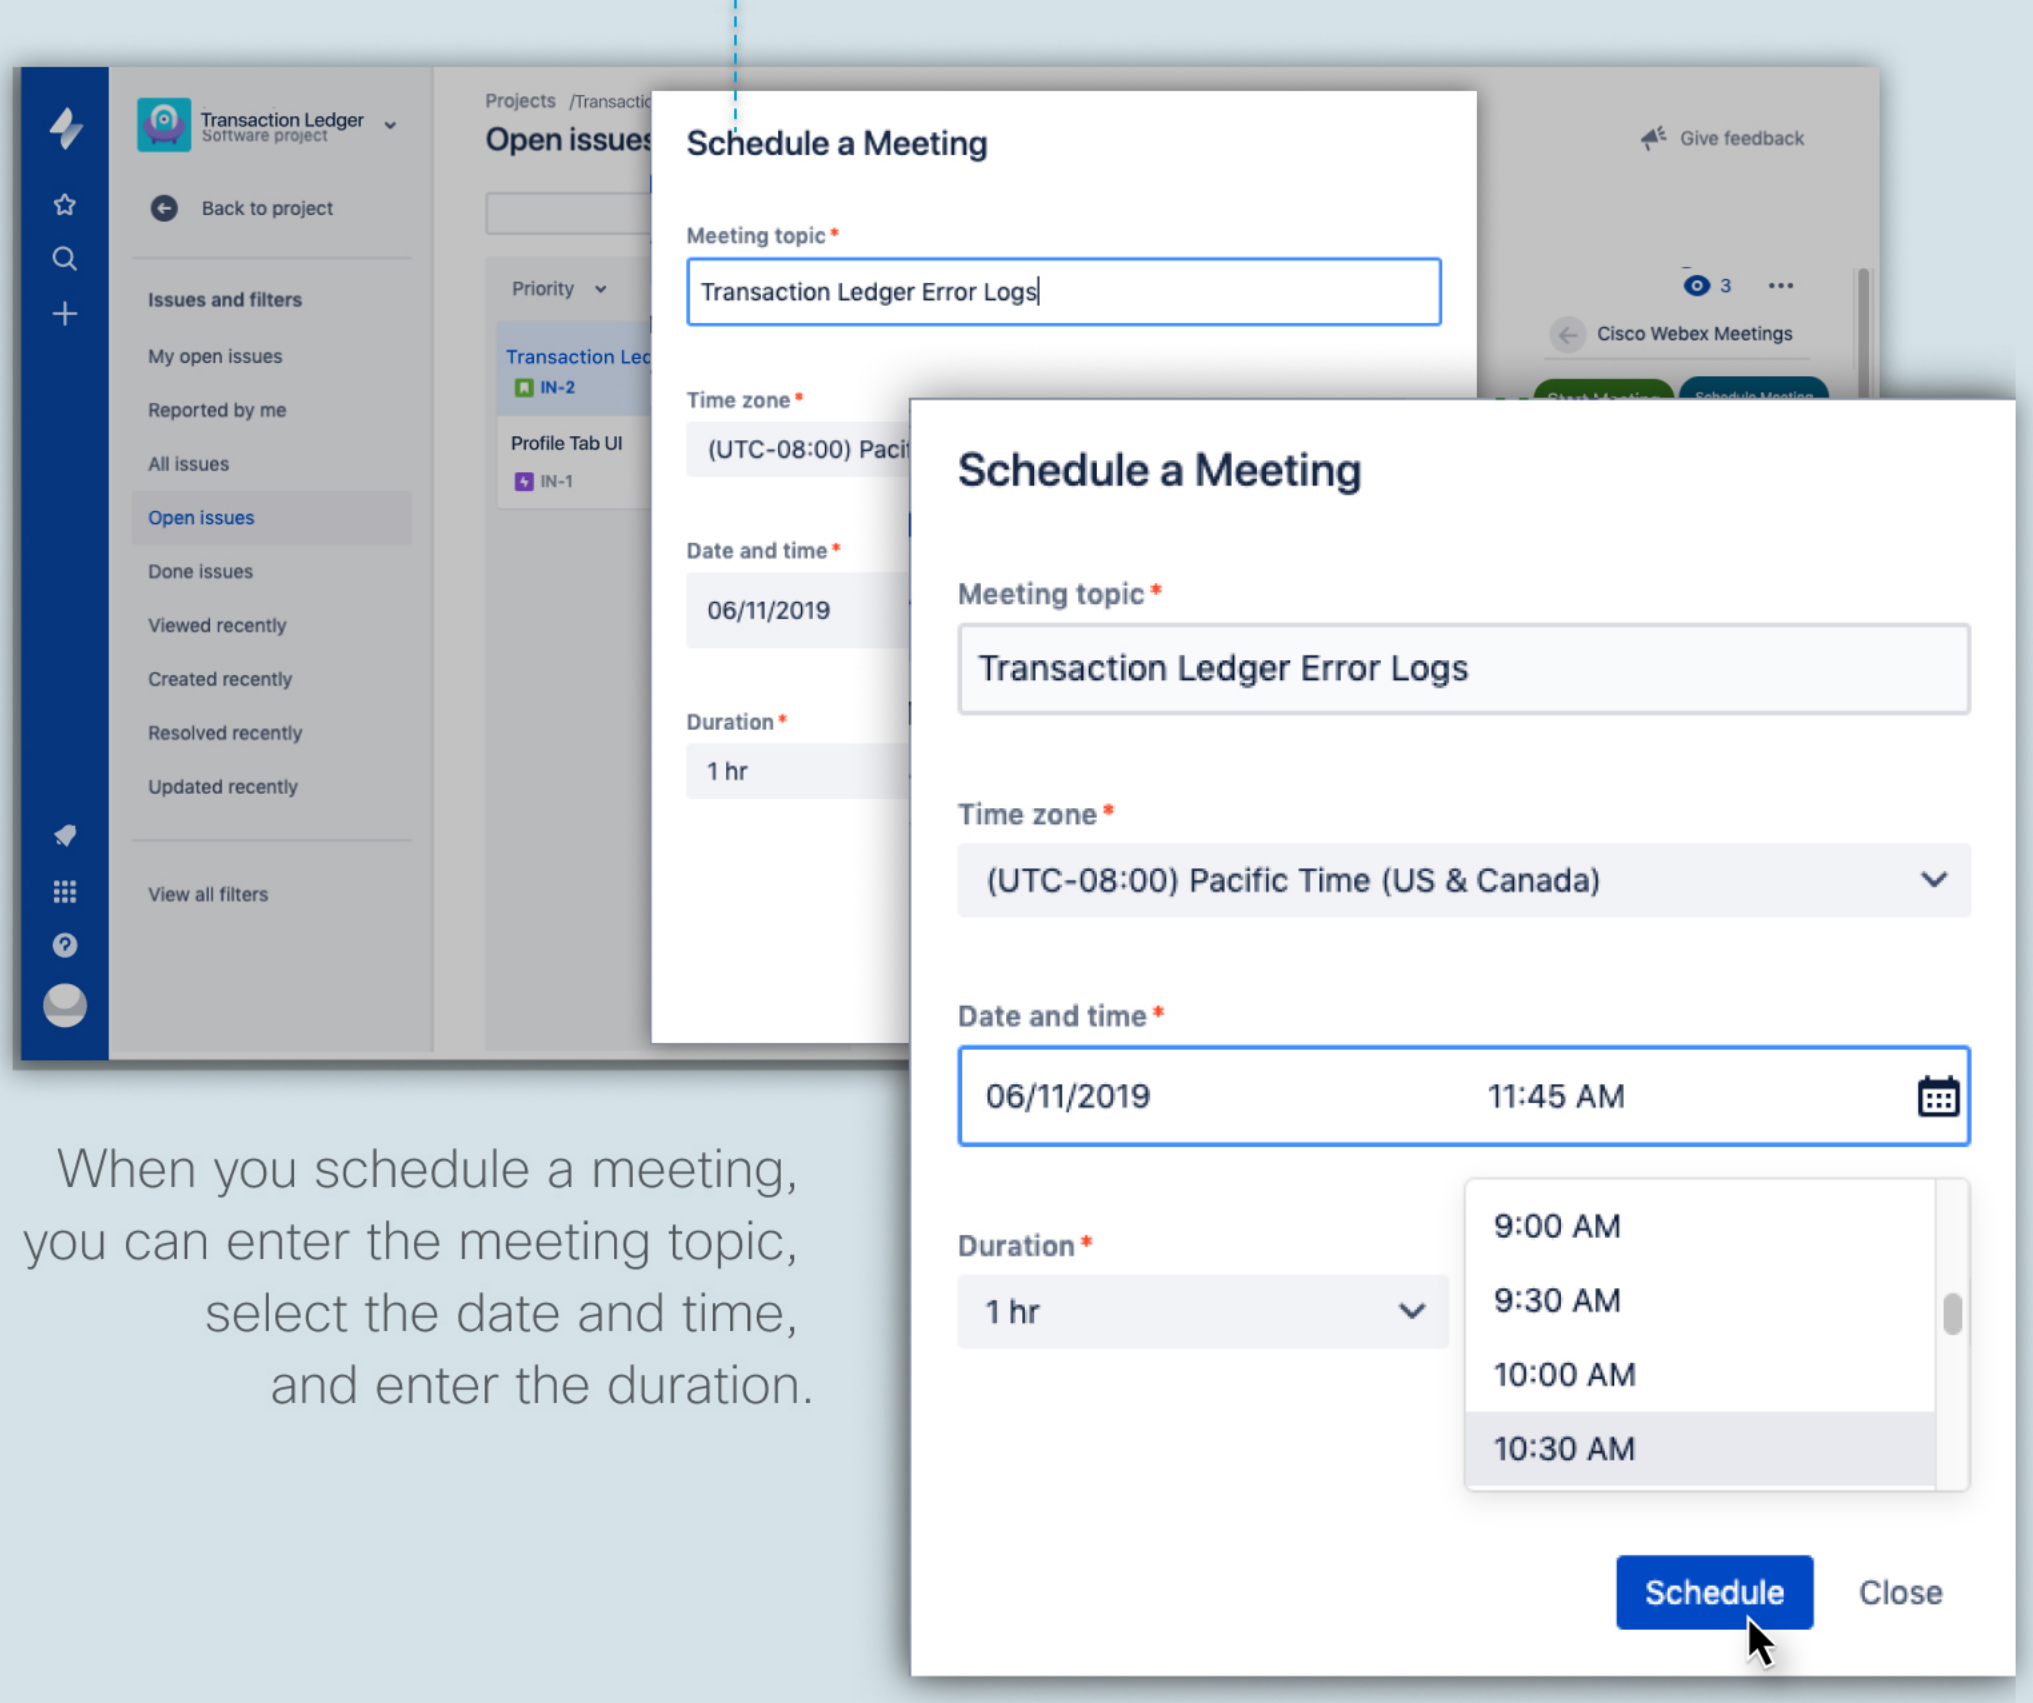 Transaction Ledger
Software project
Back to project
Issues and filters
My open issues
Reported by me
All issues
Open issues
Done issues
Viewed recently
Created recently
Resolved recently
Updated recently
View all filters
Projects /Transactio
Open issues
Priority
Transaction Led
IN-2
Profile Tab UI
IN-1
Give feedback
3
Cisco Webex Meetings
Start Meeting Schedule Meeting
Schedule a Meeting
Meeting topic *
Transaction Ledger Error Logs
Time zone *
(UTC-08:00) Pacif
Date and time *
06/11/2019
Duration *
1 hr
Schedule a Meeting
Meeting topic *
Transaction Ledger Error Logs
Time zone *
(UTC-08:00) Pacific Time (US & Canada)
Date and time *
06/11/2019 11:45 AM
Duration *
1 hr
9:00 AM
9:30 AM
10:00 AM
10:30 AM
Schedule Close
When you schedule a meeting,
you can enter the meeting topic,
select the date and time,
and enter the duration.